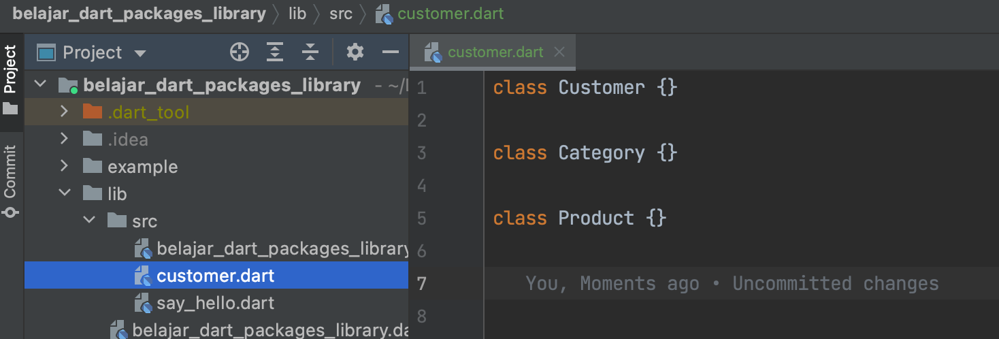 belajar_dart_packages_library 〉 lib 〉 src 〉 customer.dart
Project
Commit
Project
belajar_dart_packages_library - ~/
.dart_tool
.idea
example
lib
src
belajar_dart_packages_library
customer.dart
say_hello.dart
belajar_dart_packages_library.da
customer.dart
1 class Customer {}
2
3 class Category {}
4
5 class Product {}
6
7 You, Moments ago • Uncommitted changes
8